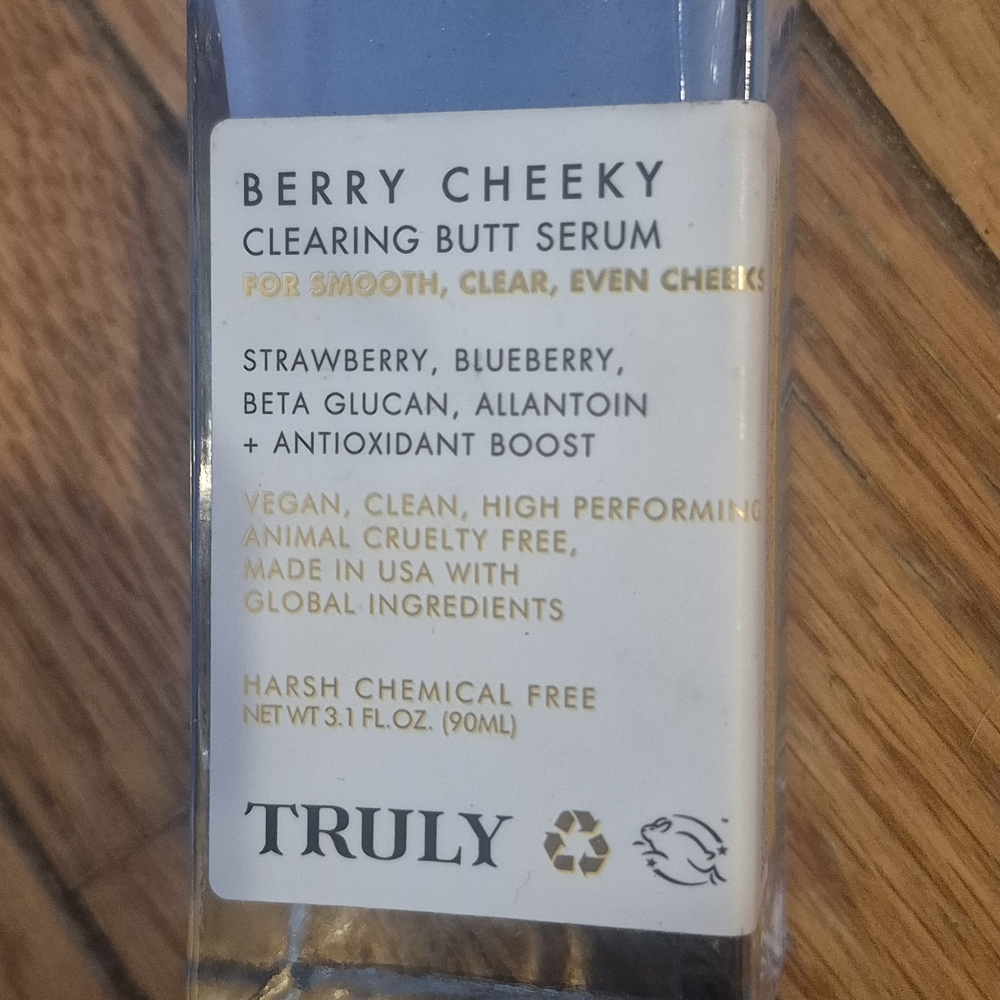 BERRY CHEEKY
CLEARING BUTT SERUM
FOR SMOOTH, CLEAR, EVEN CHEEKS
STRAWBERRY, BLUEBERRY,
BETA GLUCAN, ALLANTOIN
+ ANTIOXIDANT BOOST
VEGAN, CLEAN, HIGH PERFORMING
ANIMAL CRUELTY FREE,
MADE IN USA WITH
GLOBAL INGREDIENTS
HARSH CHEMICAL FREE
NET WT 3.1 FL.OZ. (90ML)
TRULY